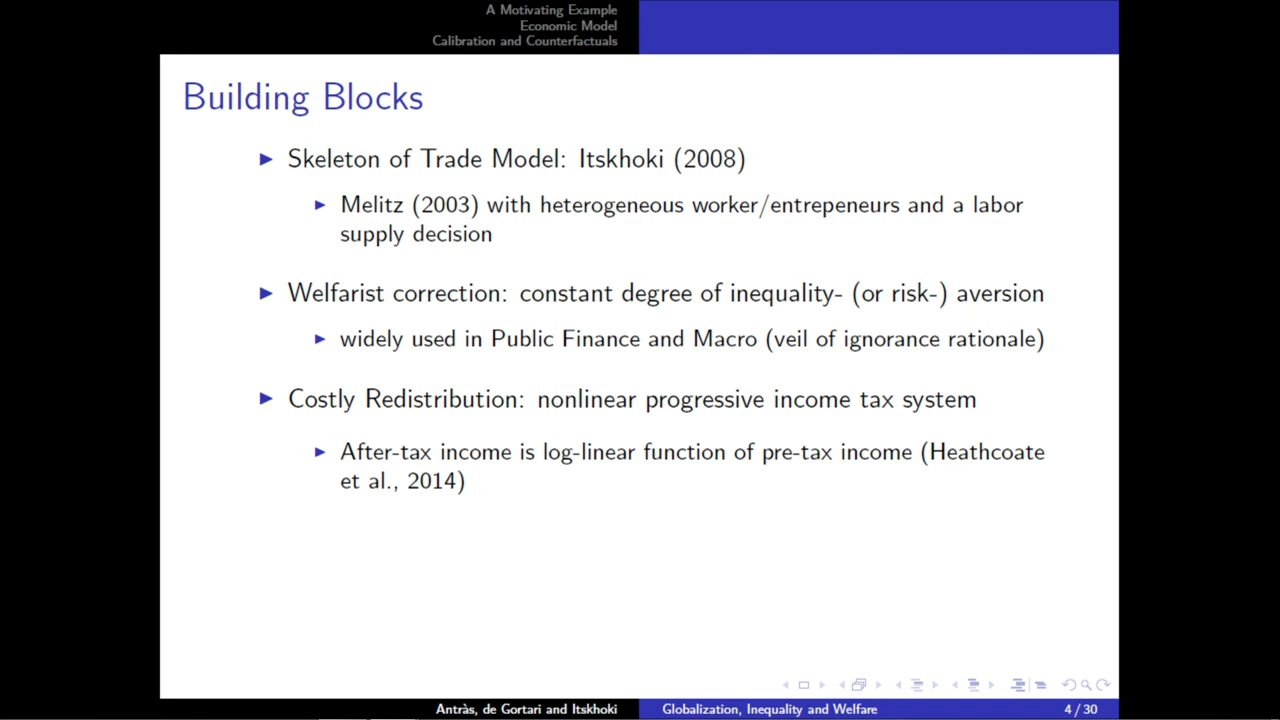 A Motivating Example
Economic Model
Calibration and Counterfactuals
Building Blocks
Skeleton of Trade Model: Itskhoki (2008)
Melitz (2003) with heterogeneous worker/entrepeneurs and a labor
supply decision
Welfarist correction: constant degree of inequality- (or risk-) aversion
widely used in Public Finance and Macro (veil of ignorance rationale)
Costly Redistribution: nonlinear progressive income tax system
After-tax income is log-linear function of pre-tax income (Heathcoate
et al., 2014)
Antràs, de Gortari and Itskhoki
Globalization, Inequality and Welfare
4 / 30